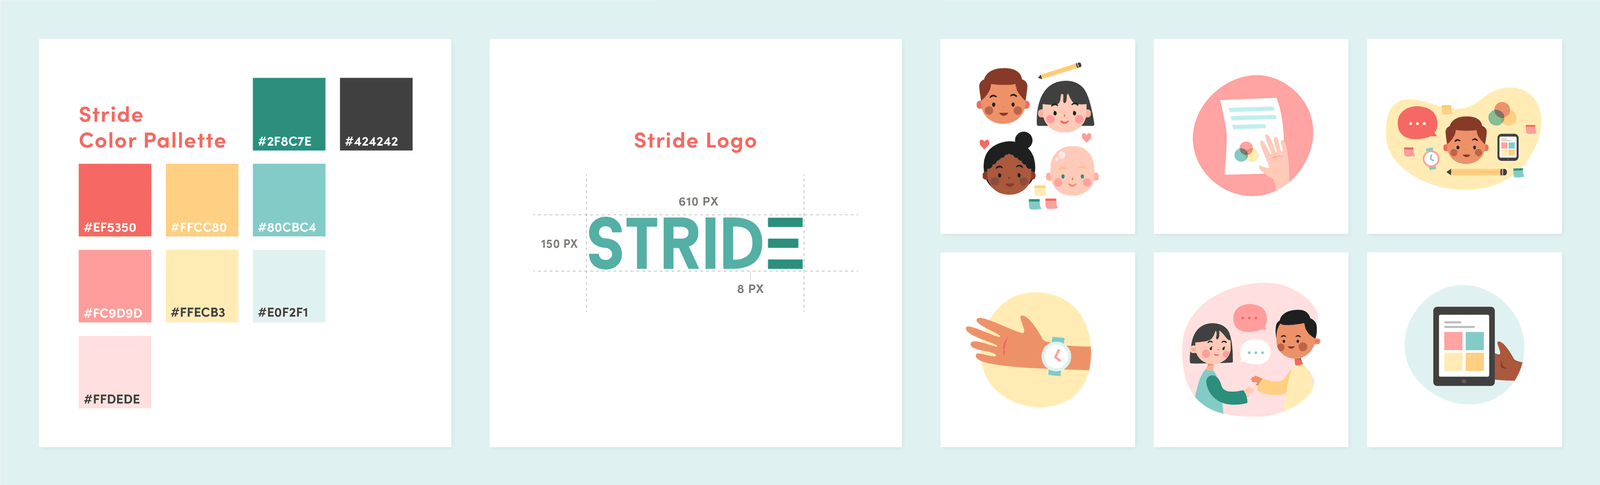 Stride
Color Pallette
#2F8C7E
#424242
#EF5350
#FFCC80
#80CBC4
#FC9D9D
#FFECB3
#E0F2F1
#FFDEDE
Stride Logo
610 PX
150 PX
STRIDE
8 PX